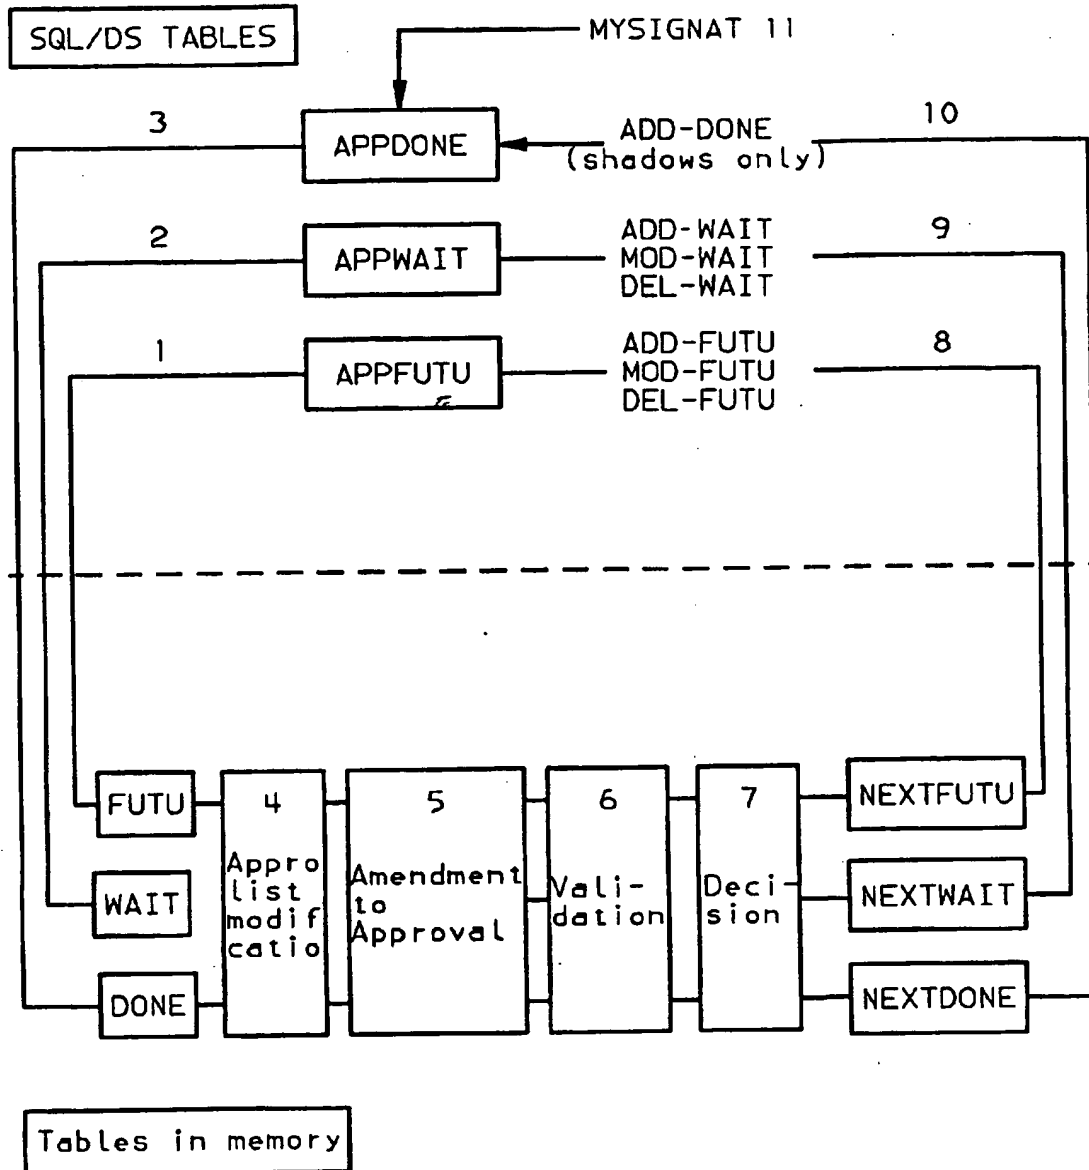 SQL/DS TABLES
MYSIGNAT 11
3
APPDONE
ADD-DONE
(shadows only)
10
2
APPWAIT
ADD-WAIT
MOD-WAIT
DEL-WAIT
9
1
APPFUTU
ADD-FUTU
MOD-FUTU
DEL-FUTU
8
FUTU
WAIT
DONE
4
Appro
list
modif
catio
5
Amendment
to
Approval
6
Vali-
dation
7
Deci-
sion
NEXTFUTU
NEXTWAIT
NEXTDONE
Tables in memory